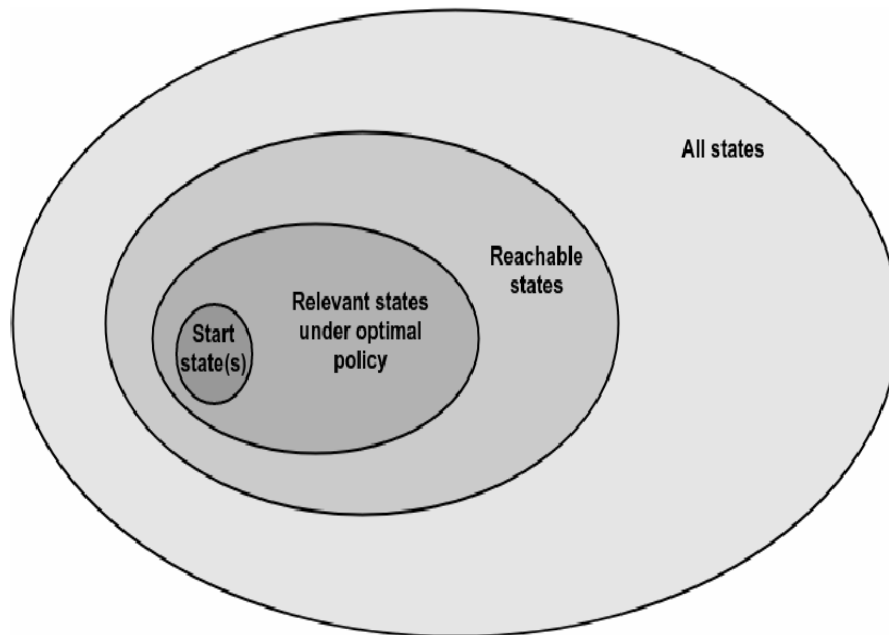 All states
Reachable
states
Relevant states
under optimal
policy
Start
state(s)